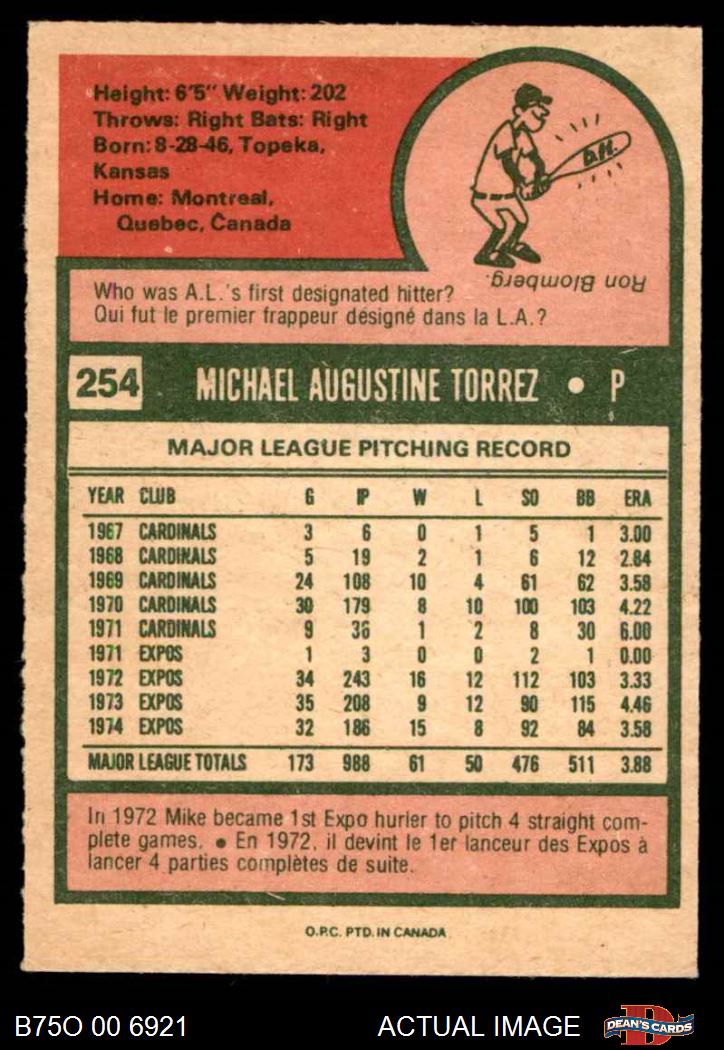 Height: 6'5" Weight: 202
Throws: Right Bats: Right
Born: 8-28-46, Topeka,
Kansas
Home: Montreal,
Quebec, Canada
D.H.
Ron Blomberg.
Who was A.L.'s first designated hitter?
Qui fut le premier frappeur désigné dans la L.A.?
254 MICHAEL AUGUSTINE TORREZ • P
MAJOR LEAGUE PITCHING RECORD
YEAR CLUB G IP W L SO BB ERA
1967 CARDINALS 3 6 0 1 5 1 3.00
1968 CARDINALS 5 19 2 1 6 12 2.84
1969 CARDINALS 24 108 10 4 61 62 3.58
1970 CARDINALS 30 179 8 10 100 103 4.22
1971 CARDINALS 9 36 1 2 8 30 6.00
1971 EXPOS 1 3 0 0 2 1 0.00
1972 EXPOS 34 243 16 12 112 103 3.33
1973 EXPOS 35 208 9 12 90 115 4.46
1974 EXPOS 32 186 15 8 92 84 3.58
MAJOR LEAGUE TOTALS 173 988 61 50 476 511 3.88
In 1972 Mike became 1st Expo hurler to pitch 4 straight com-
plete games. • En 1972, il devint le 1er lanceur des Expos à
lancer 4 parties complètes de suite.
O.P.C. PTD. IN CANADA
B75O 00 6921 ACTUAL IMAGE DEAN'S CARDS